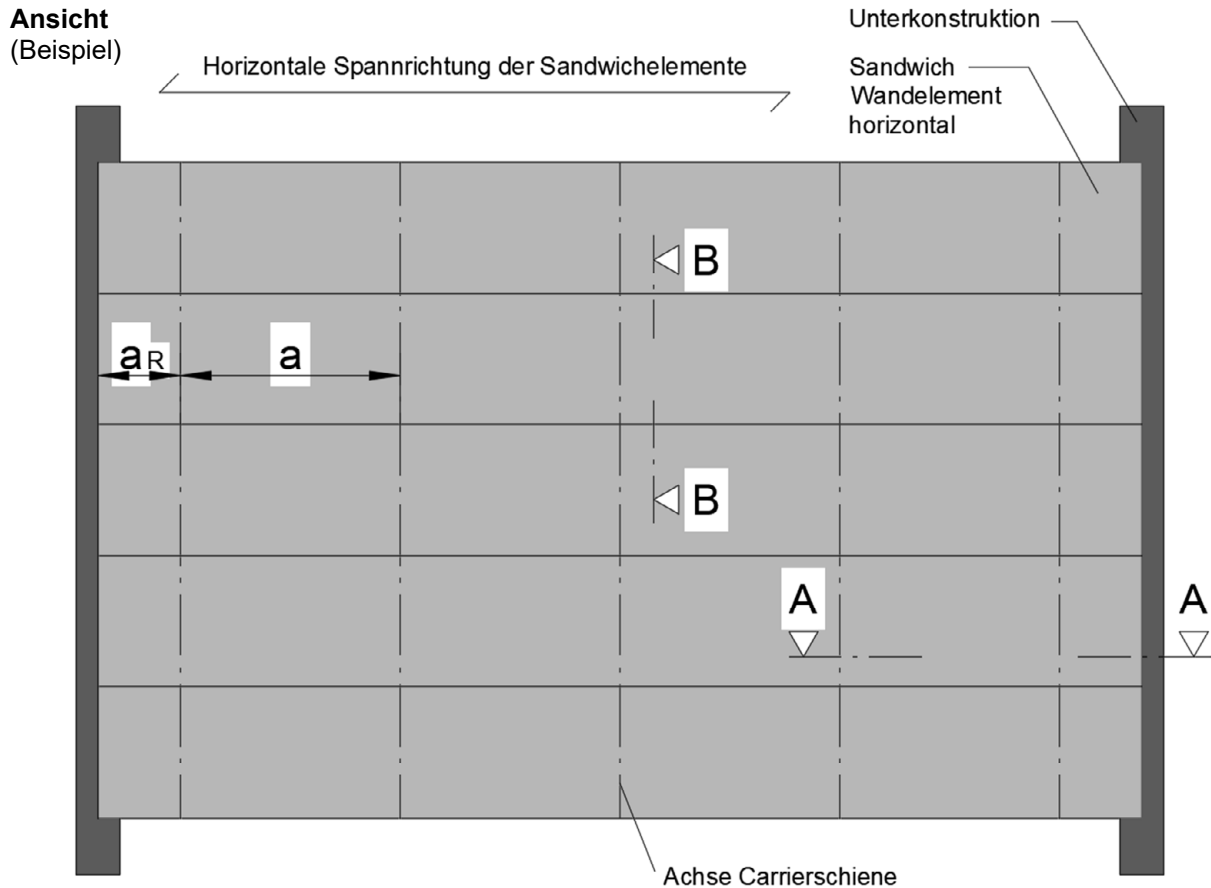 Ansicht
(Beispiel)
Horizontale Spannrichtung der Sandwichelemente
Unterkonstruktion
Sandwich
Wandelement
horizontal
B
aR
a
B
A
A
Achse Carrierschiene